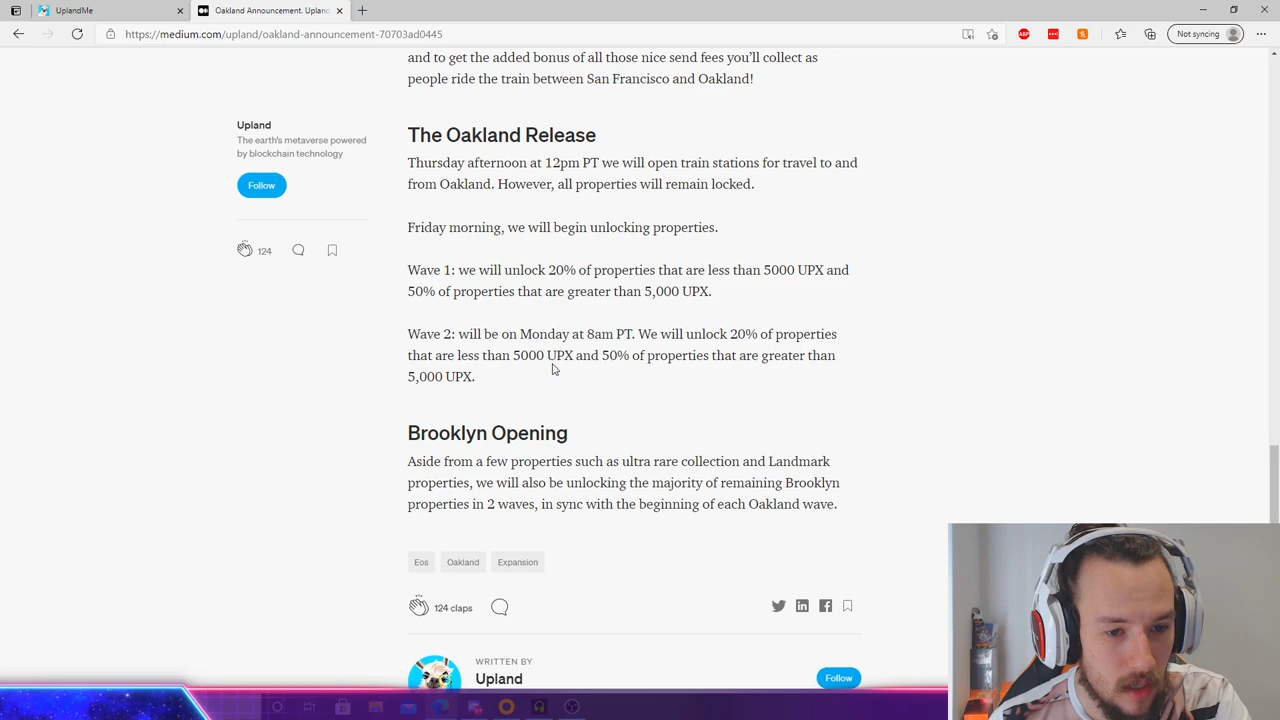 UplandMe
Oakland Announcement. Upland
https://medium.com/upland/oakland-announcement-70703ad0445
Not syncing
and to get the added bonus of all those nice send fees you'll collect as
people ride the train between San Francisco and Oakland!
Upland
The earth's metaverse powered
by blockchain technology
Follow
124
The Oakland Release
Thursday afternoon at 12pm PT we will open train stations for travel to and
from Oakland. However, all properties will remain locked.
Friday morning, we will begin unlocking properties.
Wave 1: we will unlock 20% of properties that are less than 5000 UPX and
50% of properties that are greater than 5,000 UPX.
Wave 2: will be on Monday at 8am PT. We will unlock 20% of properties
that are less than 5000 UPX and 50% of properties that are greater than
5,000 UPX.
Brooklyn Opening
Aside from a few properties such as ultra rare collection and Landmark
properties, we will also be unlocking the majority of remaining Brooklyn
properties in 2 waves, in sync with the beginning of each Oakland wave.
Eos
Oakland
Expansion
124 claps
WRITTEN BY
Upland
Follow